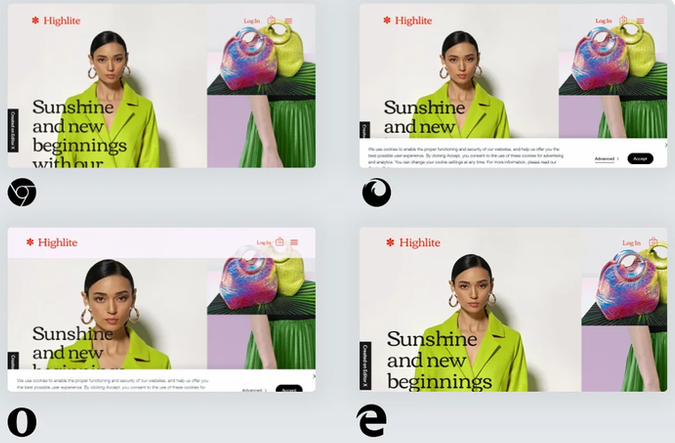 Highlite
Log In
Sunshine
and new
beginnings
with our
Created on Editor X
Highlite
Log In
Sunshine
and new
We use cookies to enable the proper functioning and security of our websites, and help us offer you the
best possible user experience. By clicking Accept, you consent to the use of these cookies for advertising
and analytics. You can change your cookie settings at any time. For more information, please read our
Advanced
Accept
Highlite
Log In
Sunshine
and new
beginnings
We use cookies to enable the proper functioning and security of our websites, and help us offer you
the best possible user experience. By clicking Accept, you consent to the use of these cookies for
Advanced
Accept
Highlite
Log In
Sunshine
and new
beginnings
Created on Editor X